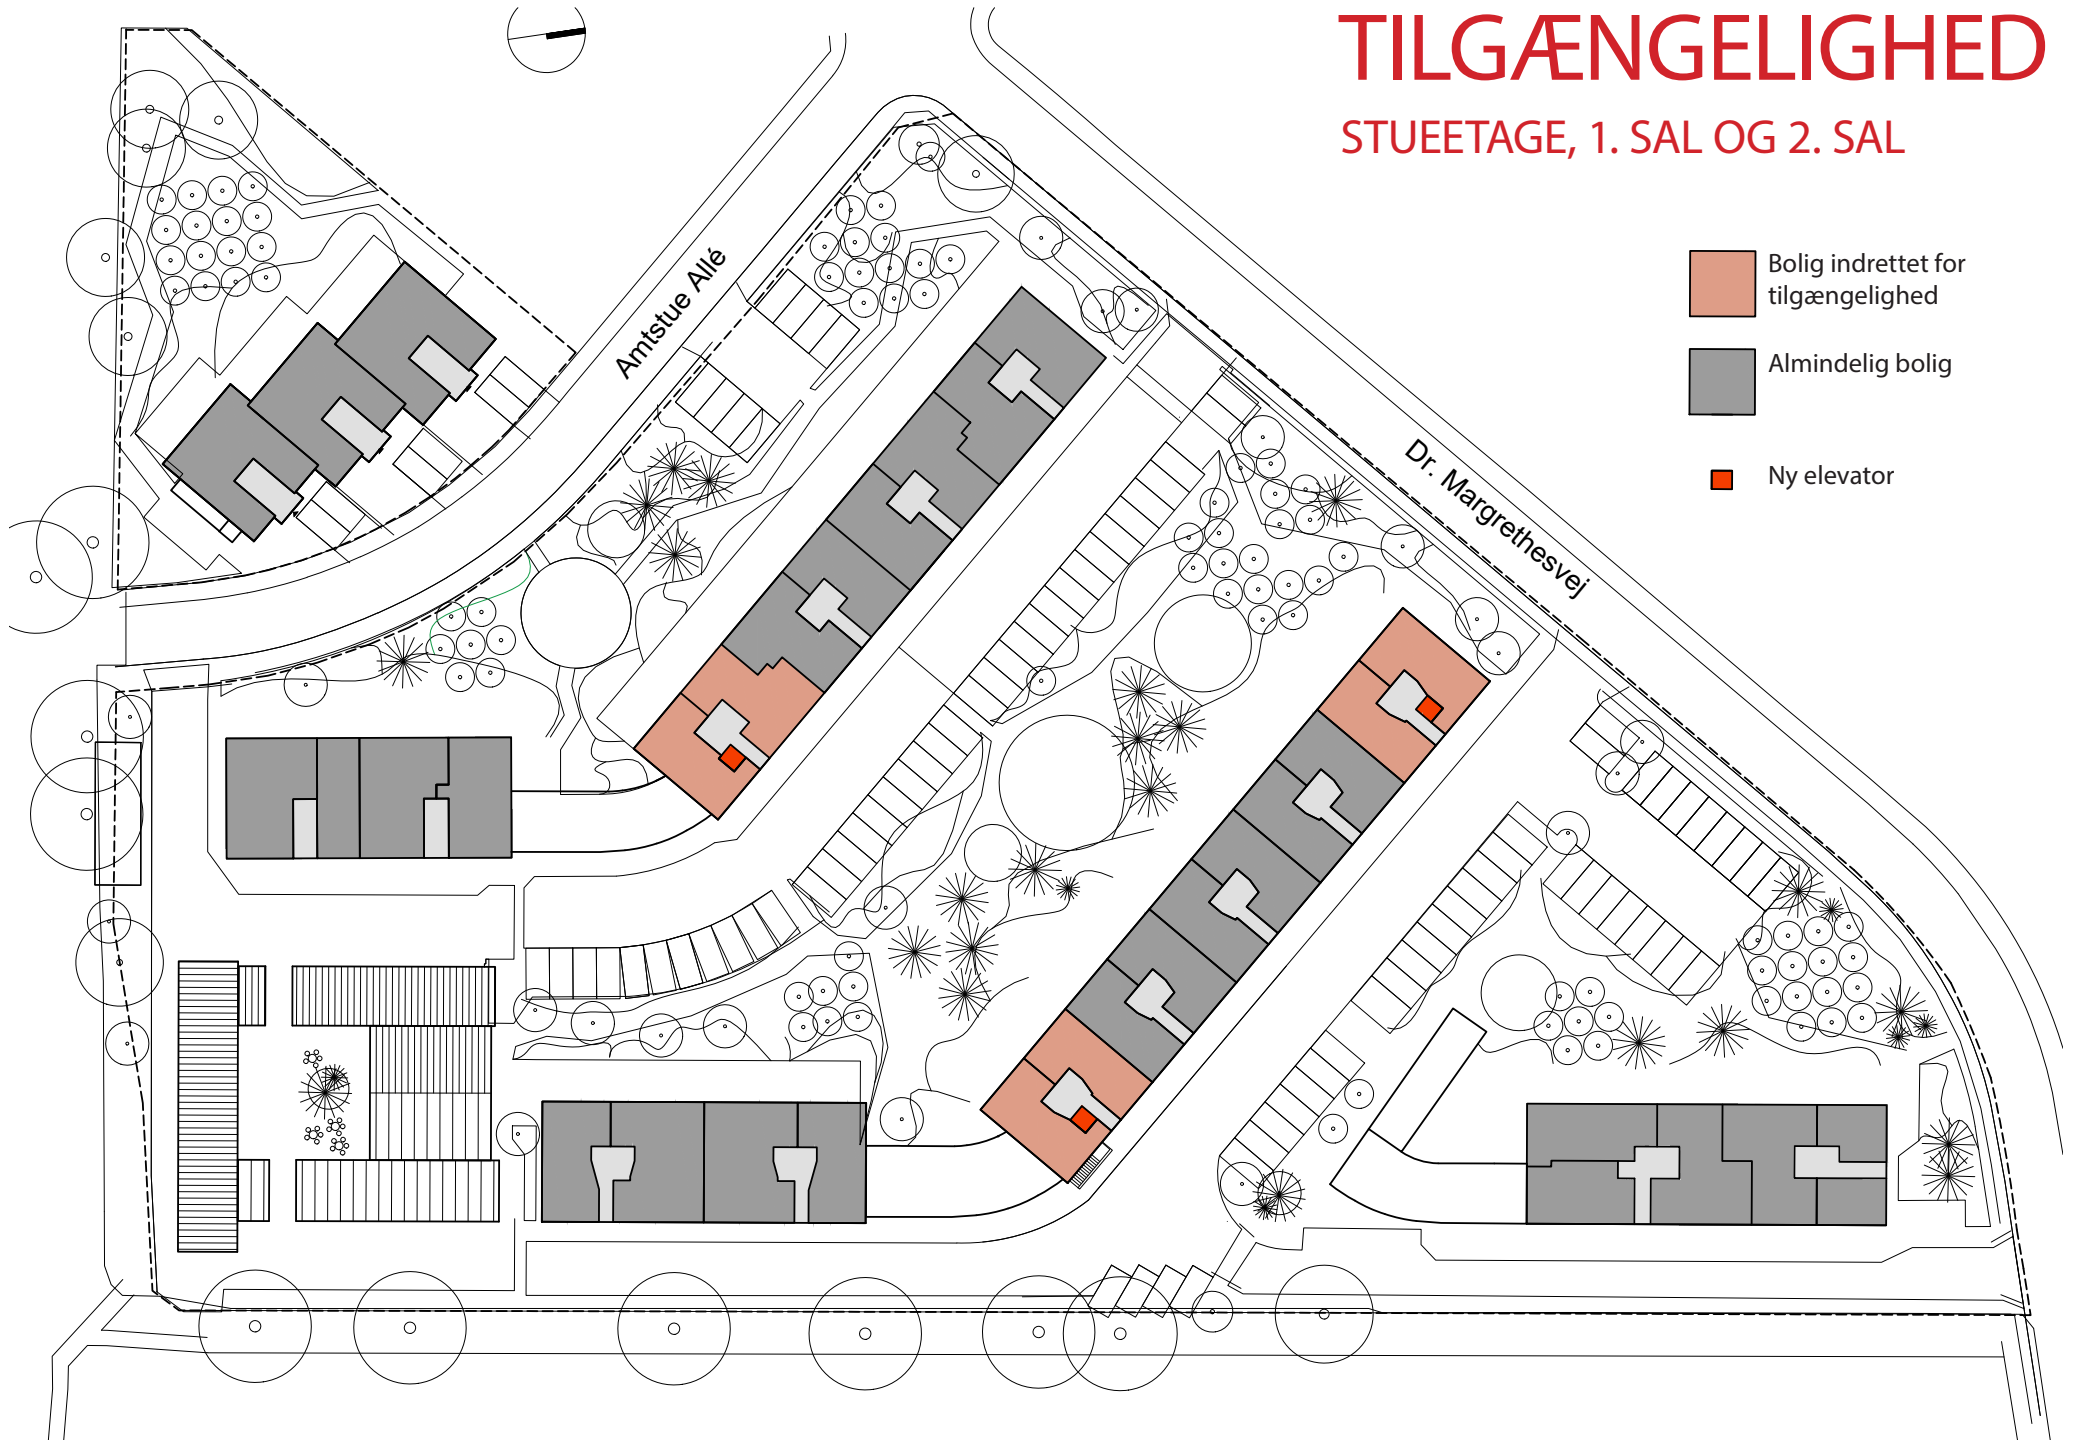 TILGÆNGELIGHED
STUEETAGE, 1. SAL OG 2. SAL
Bolig indrettet for
tilgængelighed
Almindelig bolig
Ny elevator
Amtstue Allé
Dr. Margrethesvej